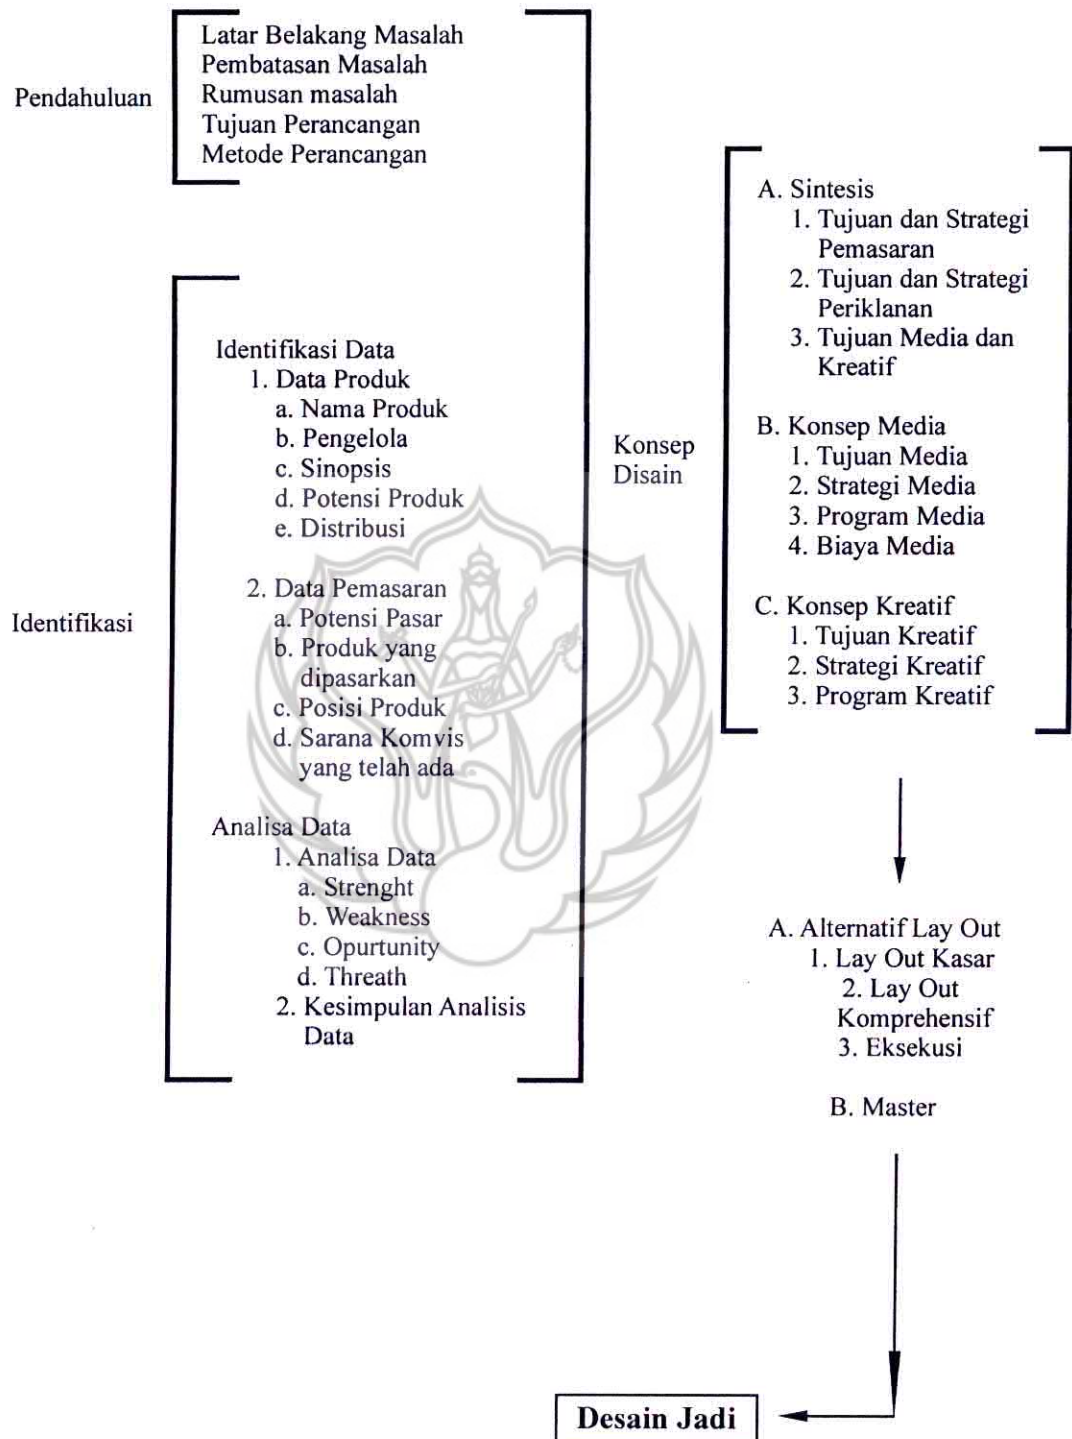 Pendahuluan
Latar Belakang Masalah
Pembatasan Masalah
Rumusan masalah
Tujuan Perancangan
Metode Perancangan
Identifikasi
Identifikasi Data
1. Data Produk
a. Nama Produk
b. Pengelola
c. Sinopsis
d. Potensi Produk
e. Distribusi
2. Data Pemasaran
a. Potensi Pasar
b. Produk yang
dipasarkan
c. Posisi Produk
d. Sarana Komvis
yang telah ada
Analisa Data
1. Analisa Data
a. Strenght
b. Weakness
c. Opurtunity
d. Threath
2. Kesimpulan Analisis
Data
Konsep
Disain
A. Sintesis
1. Tujuan dan Strategi
Pemasaran
2. Tujuan dan Strategi
Periklanan
3. Tujuan Media dan
Kreatif
B. Konsep Media
1. Tujuan Media
2. Strategi Media
3. Program Media
4. Biaya Media
C. Konsep Kreatif
1. Tujuan Kreatif
2. Strategi Kreatif
3. Program Kreatif
A. Alternatif Lay Out
1. Lay Out Kasar
2. Lay Out
Komprehensif
3. Eksekusi
B. Master
Desain Jadi